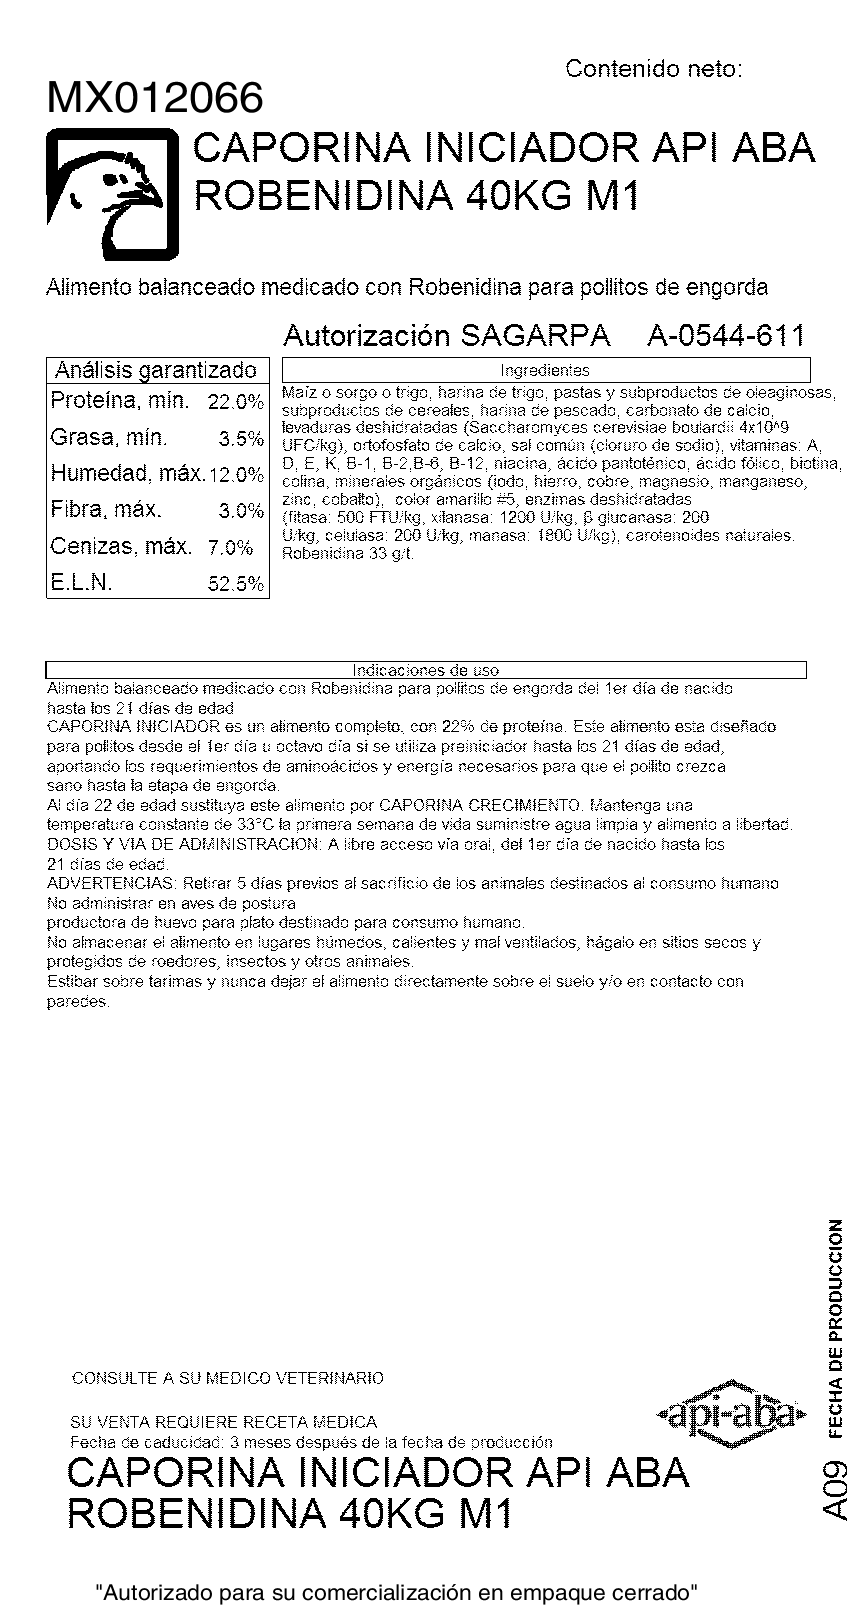 Contenido neto:
MX012066
CAPORINA INICIADOR API ABA
ROBENIDINA 40KG M1
Alimento balanceado medicado con Robenidina para pollitos de engorda
Autorización SAGARPA A-0544-611
Análisis garantizado
Proteína, mín. 22.0%
Grasa, mín. 3.5%
Humedad, máx. 12.0%
Fibra, máx. 3.0%
Cenizas, máx. 7.0%
E.L.N. 52.5%
Ingredientes
Maíz o sorgo o trigo, harina de trigo, pastas y subproductos de oleaginosas,
subproductos de cereales, harina de pescado, carbonato de calcio,
levaduras deshidratadas (Saccharomyces cerevisiae boulardii 4x10^9
UFC/kg), ortofosfato de calcio, sal común (cloruro de sodio), vitaminas: A,
D, E, K, B-1, B-2,B-6, B-12, niacina, ácido pantoténico, ácido fólico, biotina,
colina, minerales orgánicos (iodo, hierro, cobre, magnesio, manganeso,
zinc, cobalto), color amarillo #5, enzimas deshidratadas
(fitasa: 500 FTU/kg, xilanasa: 1200 U/kg, β glucanasa: 200
U/kg, celulasa: 200 U/kg, manasa: 1800 U/kg), carotenoides naturales.
Robenidina 33 g/t.
Indicaciones de uso
Alimento balanceado medicado con Robenidina para pollitos de engorda del 1er día de nacido
hasta los 21 días de edad
CAPORINA INICIADOR es un alimento completo, con 22% de proteína. Este alimento esta diseñado
para pollitos desde el 1er día u octavo día si se utiliza preiniciador hasta los 21 días de edad,
aportando los requerimientos de aminoácidos y energía necesarios para que el pollito crezca
sano hasta la etapa de engorda.
Al día 22 de edad sustituya este alimento por CAPORINA CRECIMIENTO. Mantenga una
temperatura constante de 33°C la primera semana de vida suministre agua limpia y alimento a libertad.
DOSIS Y VIA DE ADMINISTRACION: A libre acceso vía oral, del 1er día de nacido hasta los
21 días de edad.
ADVERTENCIAS: Retirar 5 días previos al sacrificio de los animales destinados al consumo humano
No administrar en aves de postura
productora de huevo para plato destinado para consumo humano.
No almacenar el alimento en lugares húmedos, calientes y mal ventilados, hágalo en sitios secos y
protegidos de roedores, insectos y otros animales.
Estibar sobre tarimas y nunca dejar el alimento directamente sobre el suelo y/o en contacto con
paredes.
FECHA DE PRODUCCION
A09
CONSULTE A SU MEDICO VETERINARIO
SU VENTA REQUIERE RECETA MEDICA
Fecha de caducidad: 3 meses después de la fecha de producción
api-aba
CAPORINA INICIADOR API ABA
ROBENIDINA 40KG M1
"Autorizado para su comercialización en empaque cerrado"